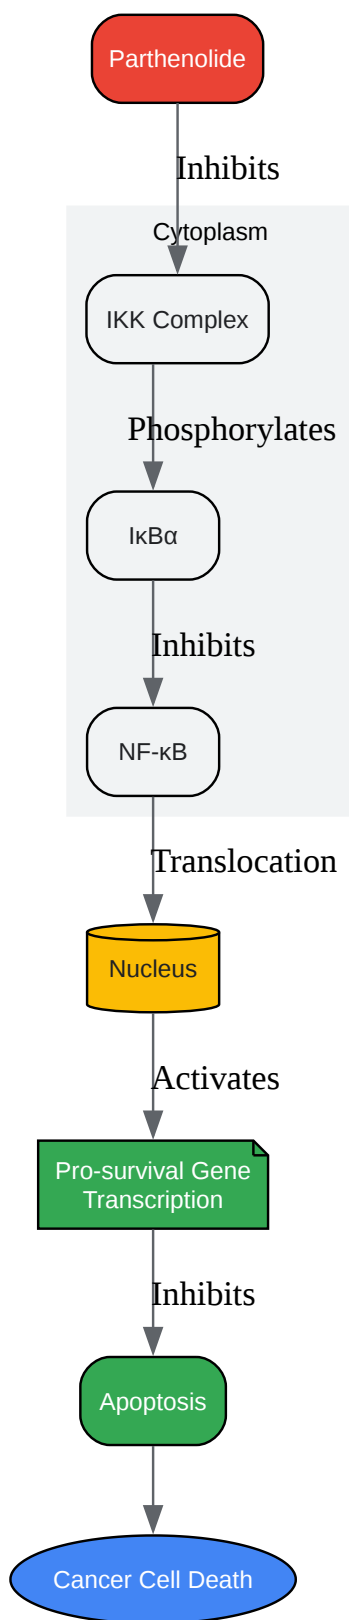 Parthenolide
Inhibits
Cytoplasm
IKK Complex
Phosphorylates
IκBα
Inhibits
NF-κB
Translocation
Nucleus
Activates
Pro-survival Gene
Transcription
Inhibits
Apoptosis
Cancer Cell Death